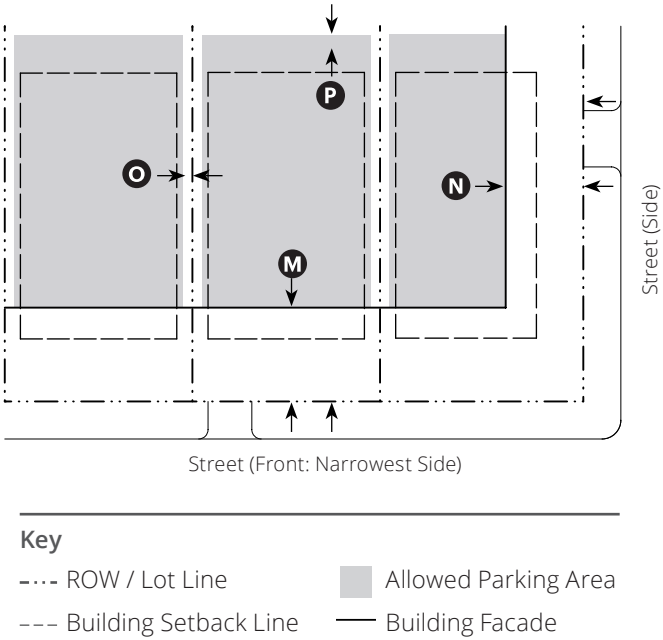 P
O
N
M
Street (Side)
Street (Front: Narrowest Side)
Key
ROW / Lot Line
Allowed Parking Area
Building Setback Line
Building Facade